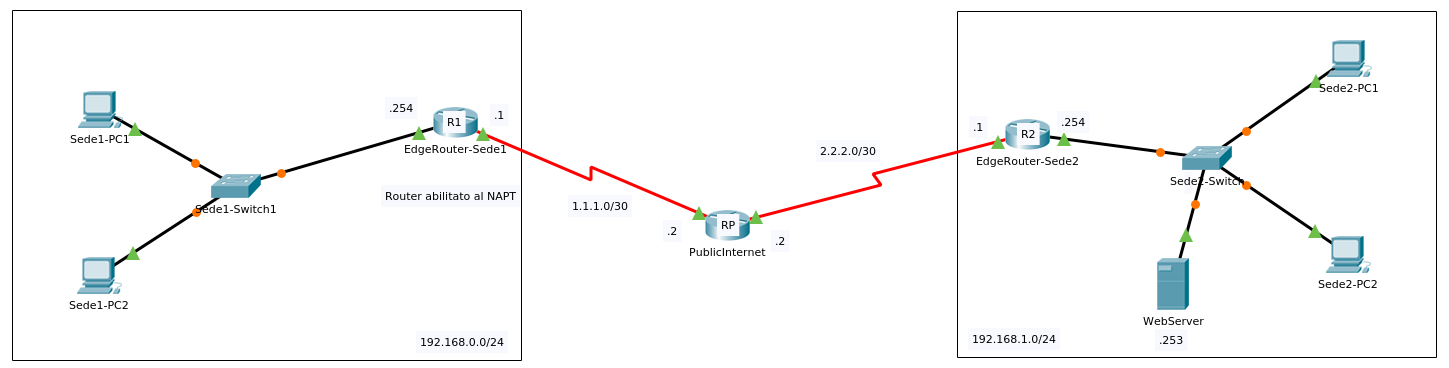 Sede1-PC1
Sede1-Switch1
Sede1-PC2
.254
R1
.1
EdgeRouter-Sede1
Router abilitato al NAPT
192.168.0.0/24
1.1.1.0/30
.2
RP
.2
PublicInternet
2.2.2.0/30
.1
R2
.254
EdgeRouter-Sede2
Sede2-PC1
Sede2-Switch
Sede2-PC2
WebServer
.253
192.168.1.0/24